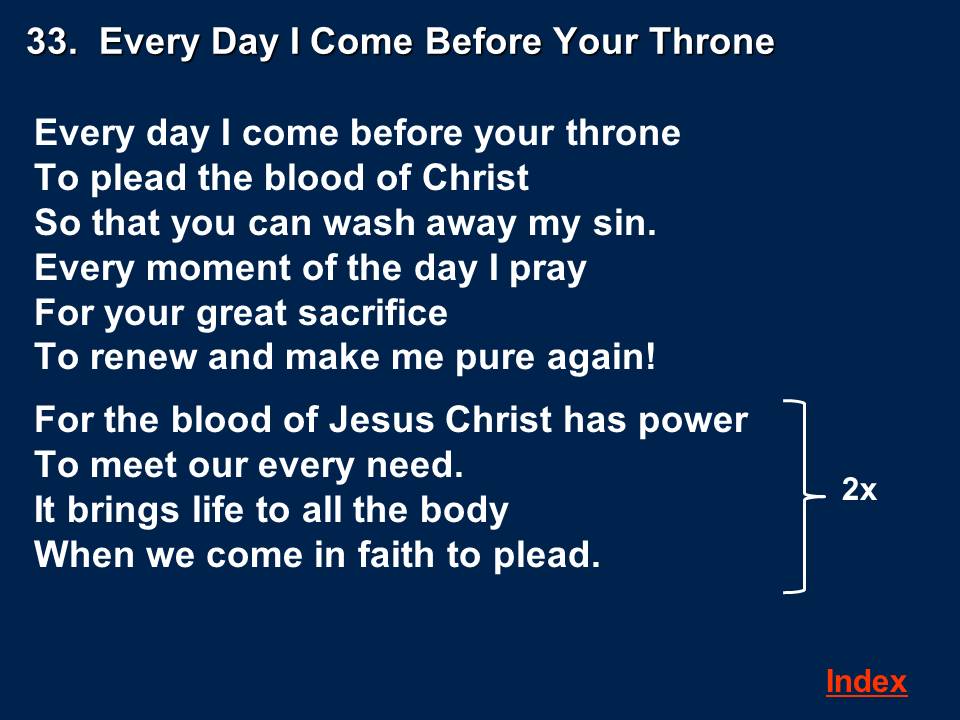 33.  Every Day I Come Before Your Throne
Every day I come before your throne
To plead the blood of Christ
So that you can wash away my sin.
Every moment of the day I pray
For your great sacrifice
To renew and make me pure again!
For the blood of Jesus Christ has power
To meet our every need.
It brings life to all the body
When we come in faith to plead.
2x
Index